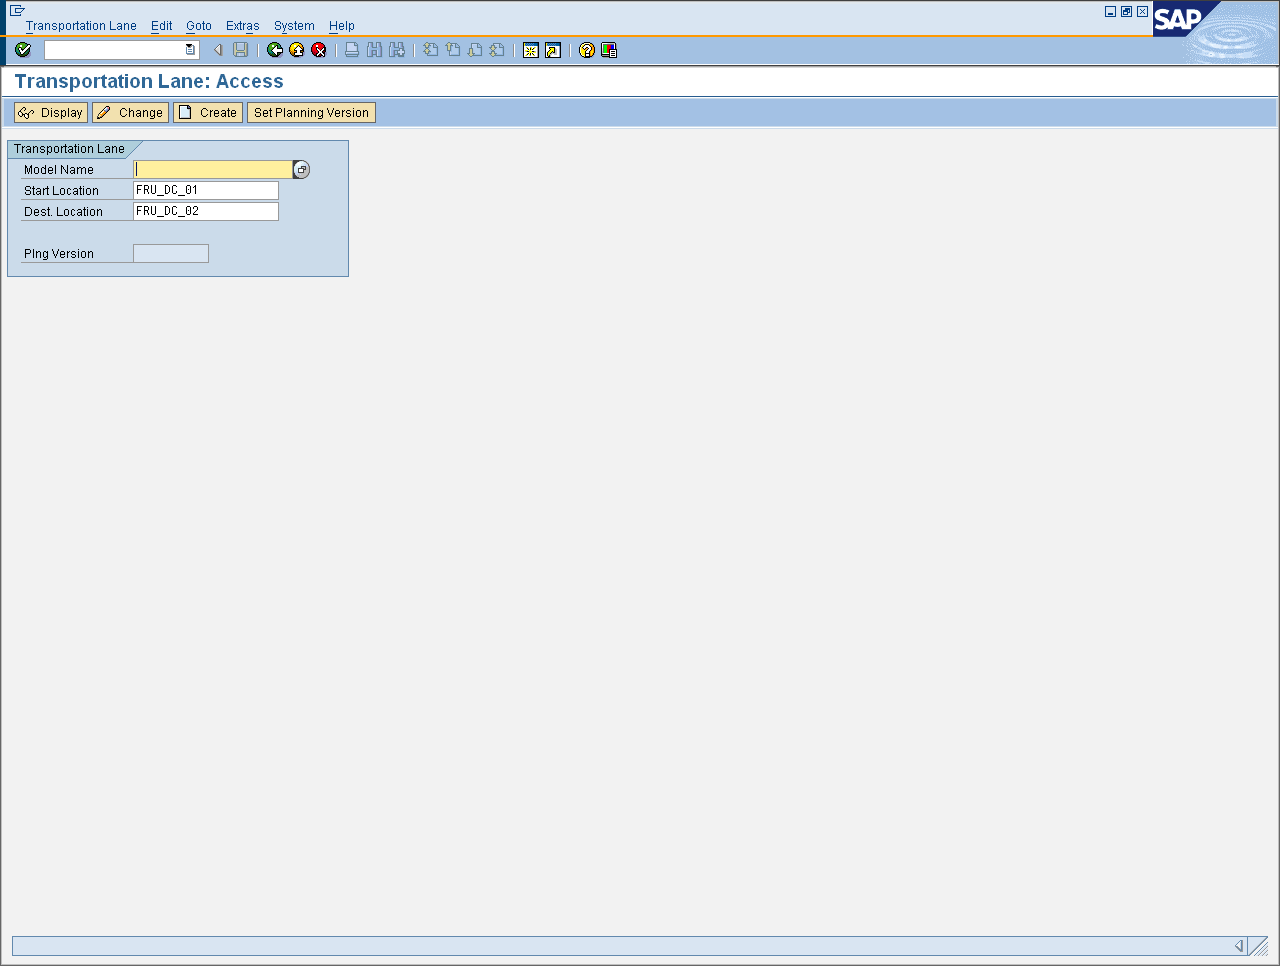 Transportation Lane Edit Goto Extras System Help
SAP
Transportation Lane: Access
Display Change Create Set Planning Version
Transportation Lane
Model Name
Start Location FRU_DC_01
Dest. Location FRU_DC_02
Plng Version